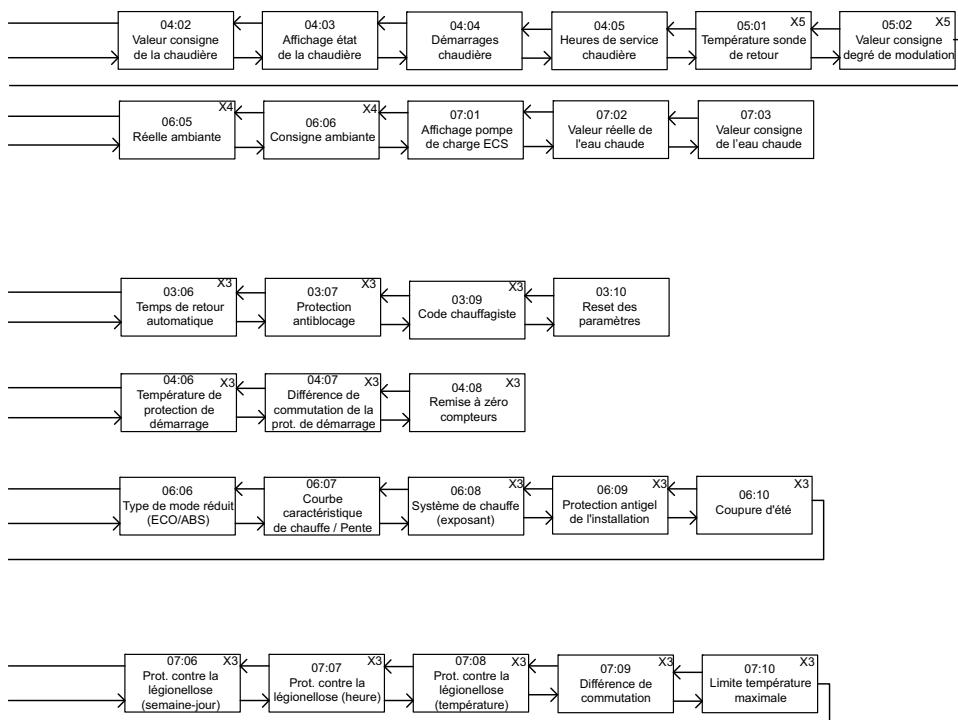 04:02
Valeur consigne
de la chaudière
04:03
Affichage état
de la chaudière
04:04
Démarrages
chaudière
04:05
Heures de service
chaudière
05:01 X5
Température sonde
de retour
05:02 X5
Valeur consigne
degré de modulation
X4
06:05
Réelle ambiante
X4
06:06
Consigne ambiante
07:01
Affichage pompe
de charge ECS
07:02
Valeur réelle de
l'eau chaude
07:03
Valeur consigne
de l'eau chaude
X3
03:06
Temps de retour
automatique
X3
03:07
Protection
antiblocage
X3
03:09
Code chauffagiste
03:10
Reset des
paramètres
04:06 X3
Température de
protection de
démarrage
04:07 X3
Différence de
commutation de la
prot. de démarrage
04:08 X3
Remise à zéro
compteurs
06:06
Type de mode réduit
(ECO/ABS)
06:07
Courbe
caractéristique
de chauffe / Pente
06:08 X3
Système de chauffe
(exposant)
06:09 X3
Protection antigel
de l'installation
06:10 X3
Coupure d'été
07:06 X3
Prot. contre la
légionellose
(semaine-jour)
07:07 X3
Prot. contre la
légionellose (heure)
07:08 X3
Prot. contre la
légionellose
(température)
07:09 X3
Différence de
commutation
07:10 X3
Limite température
maximale